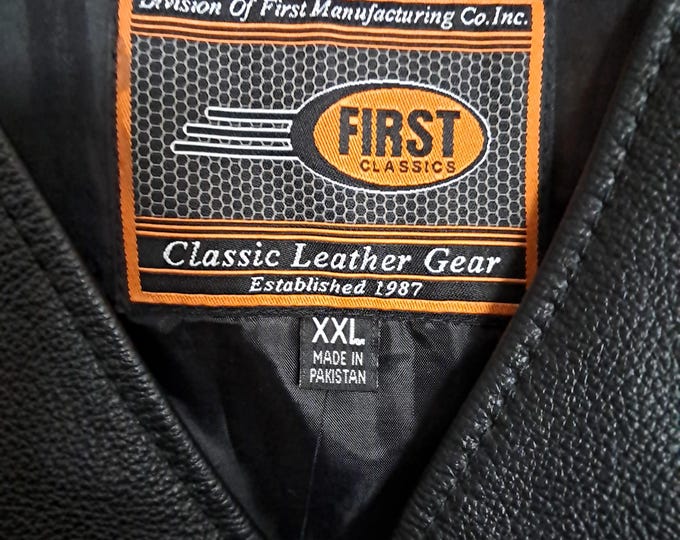 Division Of First Manufacturing Co.Inc.
FIRST
CLASSICS
Classic Leather Gear
Established 1987
XXL
MADE IN
PAKISTAN